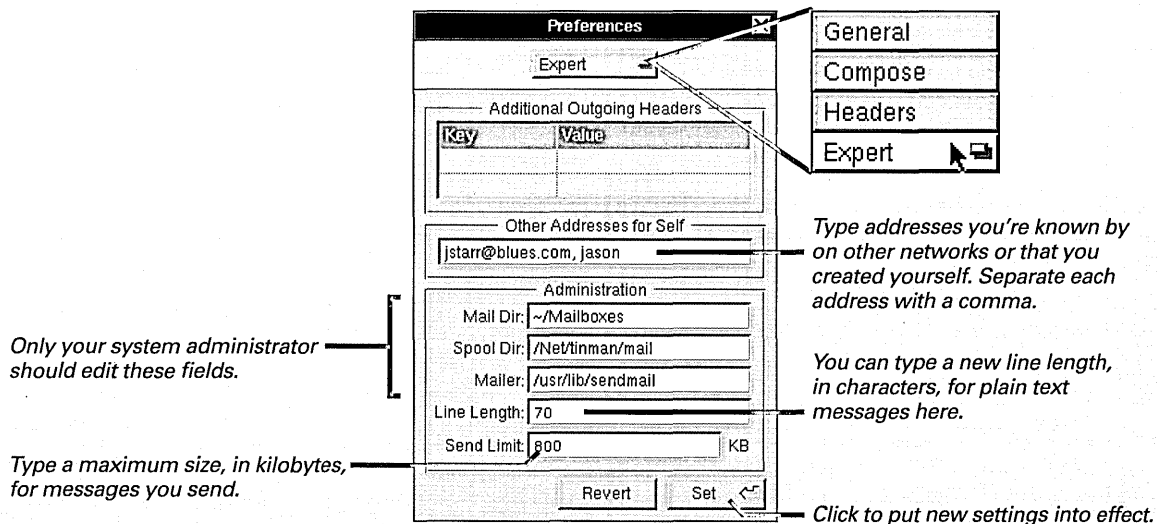 Preferences
Expert
General
Compose
Headers
Expert
Additional Outgoing Headers
Key Value
Other Addresses for Self
jstarr@blues.com, jason
Type addresses you're known by
on other networks or that you
created yourself. Separate each
address with a comma.
Administration
Mail Dir: ~/Mailboxes
Spool Dir: /Net/tinman/mail
Mailer: /usr/lib/sendmail
Line Length: 70
Send Limit: 800 KB
Only your system administrator
should edit these fields.
You can type a new line length,
in characters, for plain text
messages here.
Type a maximum size, in kilobytes,
for messages you send.
Revert Set
Click to put new settings into effect.